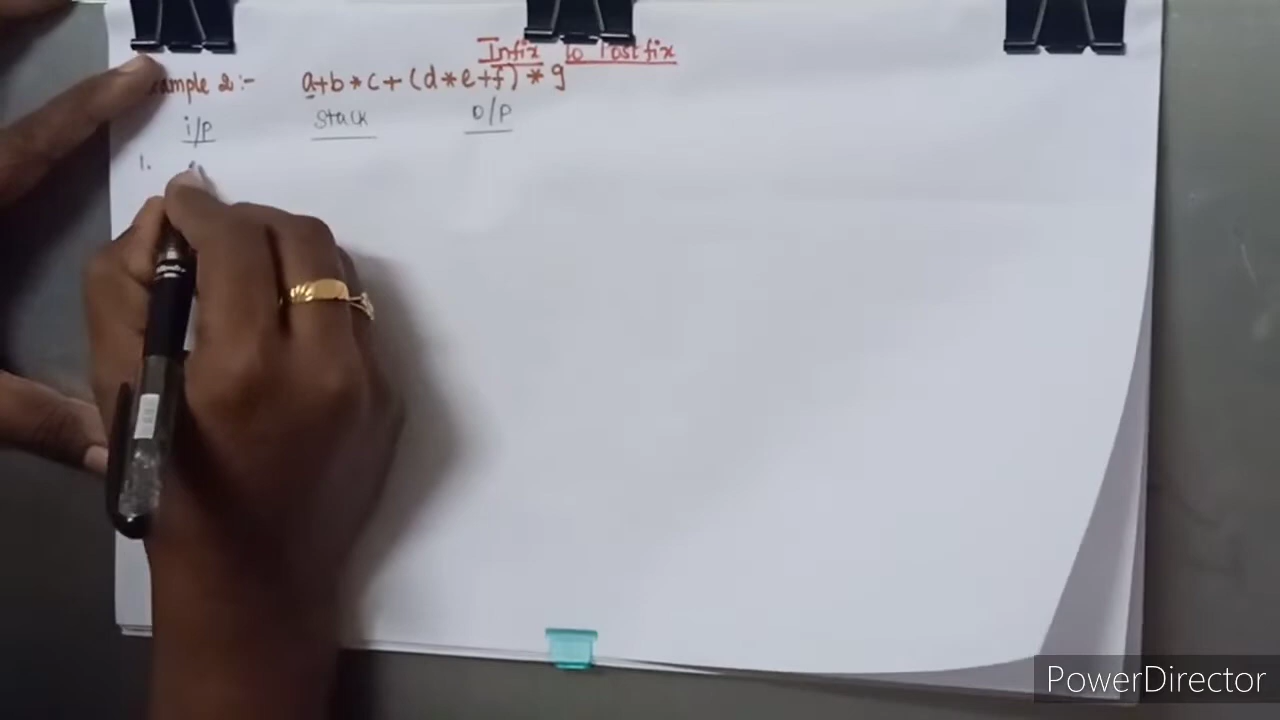 Infix to Postfix
Example 2:- a+b*c+(d*e+f)*g
i/p Stack O/P
1.
PowerDirector